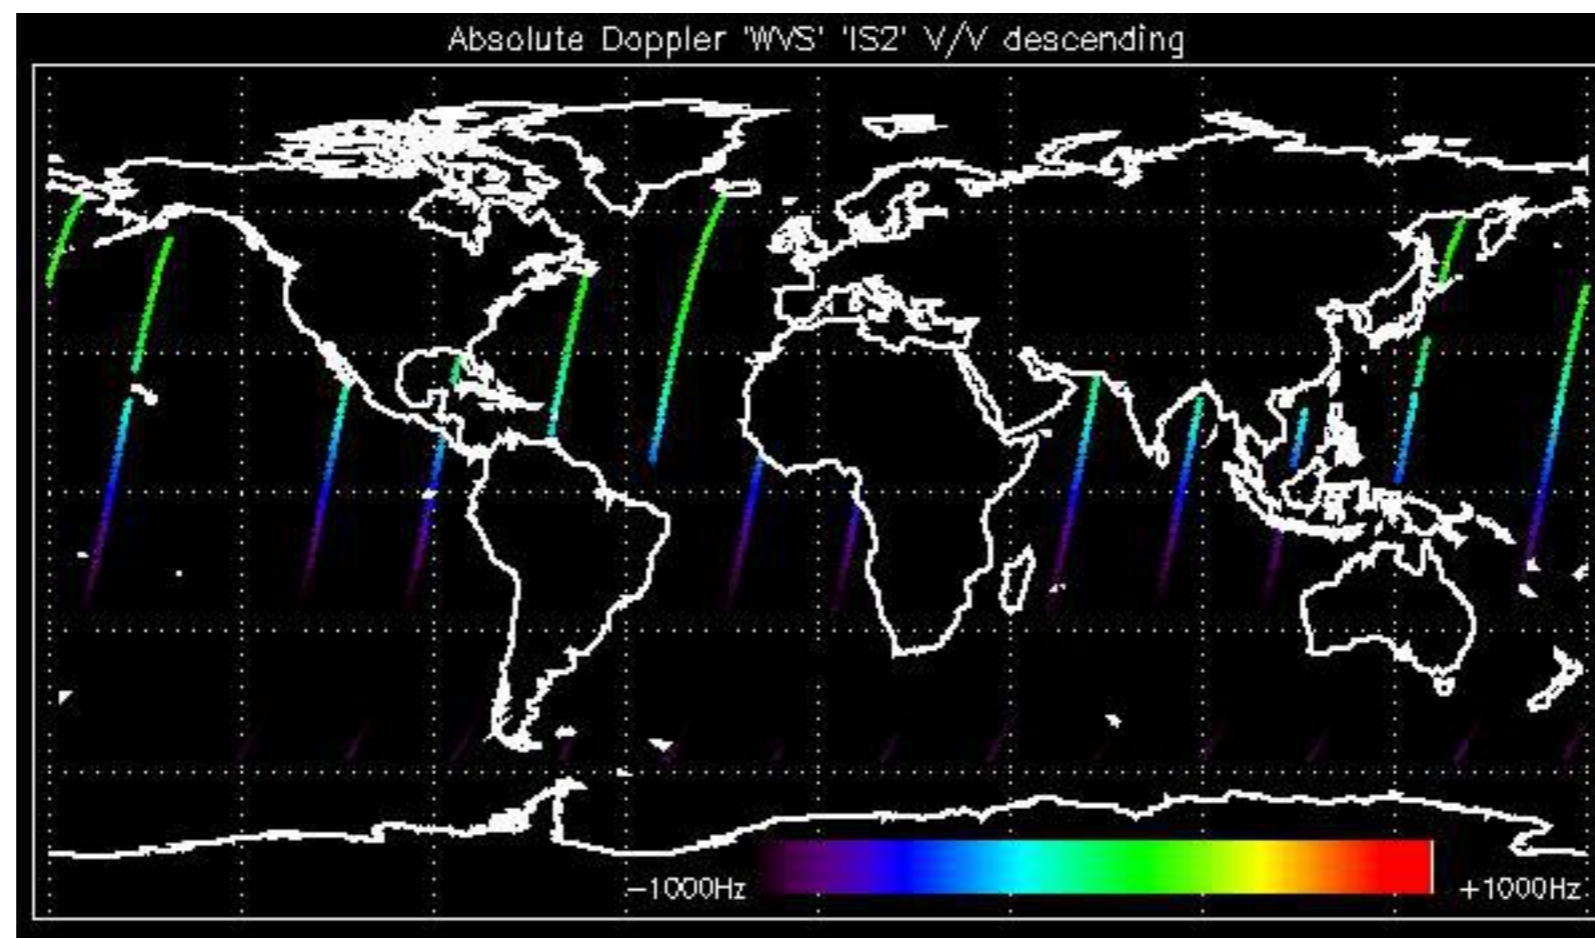 Absolute Doppler 'WVS' 'IS2' V/V descending
−1000Hz +1000Hz